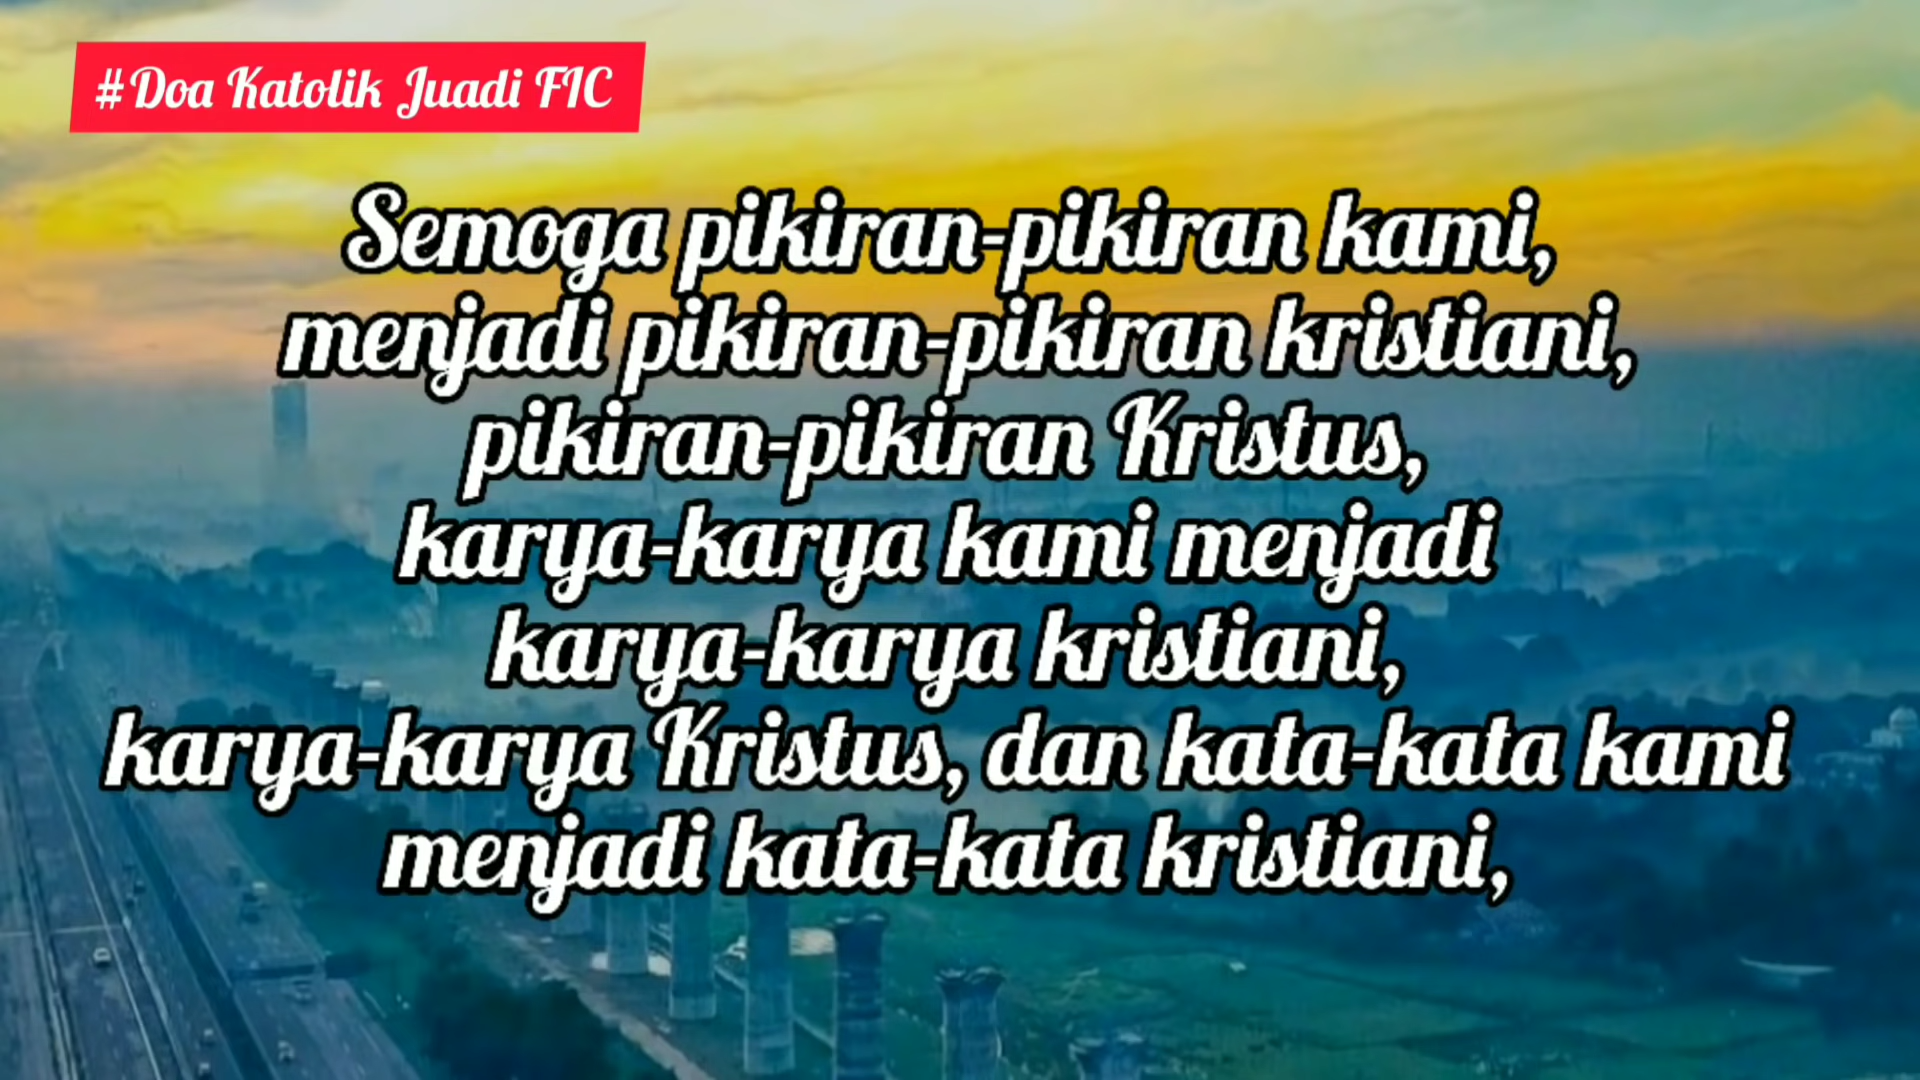 #Doa Katolik Juadi FIC
Semoga pikiran-pikiran kami,
menjadi pikiran-pikiran kristiani,
pikiran-pikiran Kristus,
karya-karya kami menjadi
karya-karya kristiani,
karya-karya Kristus, dan kata-kata kami
menjadi kata-kata kristiani,